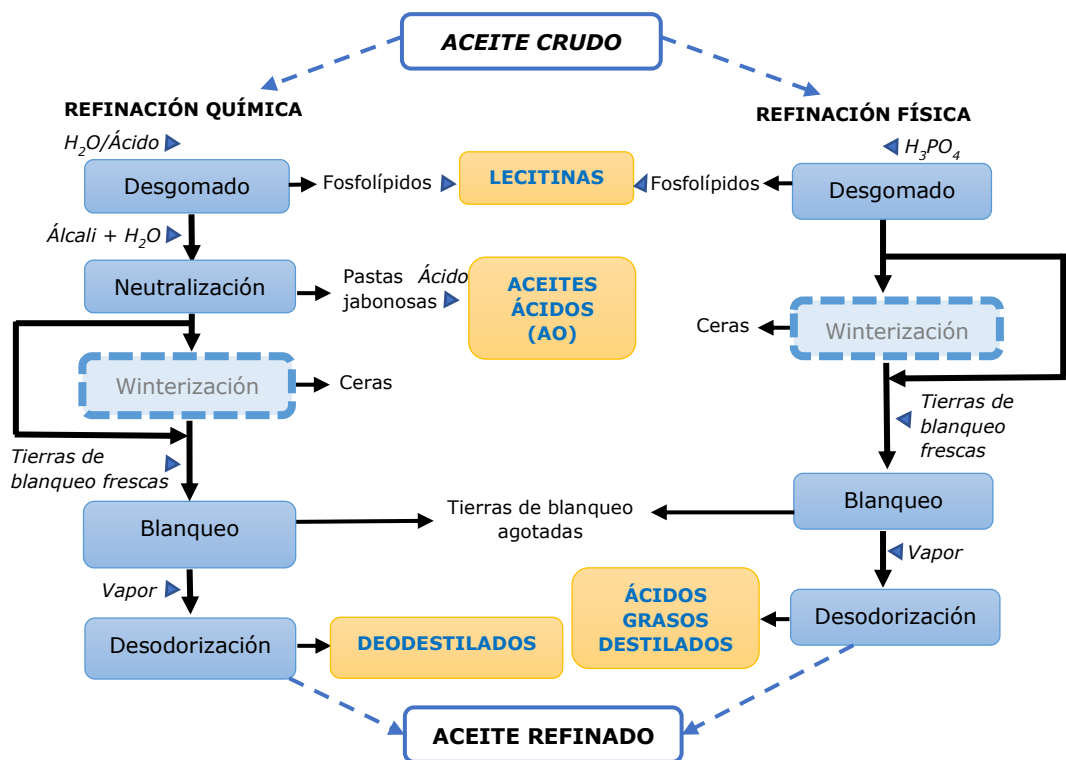 ACEITE CRUDO
REFINACIÓN QUÍMICA
H₂O/Ácido
Desgomado
Fosfolípidos
LECITINAS
Fosfolípidos
REFINACIÓN FÍSICA
H₃PO₄
Desgomado
Álcali + H₂O
Neutralización
Pastas
jabonosas
Ácido
ACEITES
ÁCIDOS
(AO)
Winterización
Ceras
Ceras
Winterización
Tierras de
blanqueo frescas
Tierras de
blanqueo
frescas
Blanqueo
Tierras de blanqueo
agotadas
Blanqueo
Vapor
Vapor
Desodorización
DEODESTILADOS
ÁCIDOS
GRASOS
DESTILADOS
Desodorización
ACEITE REFINADO